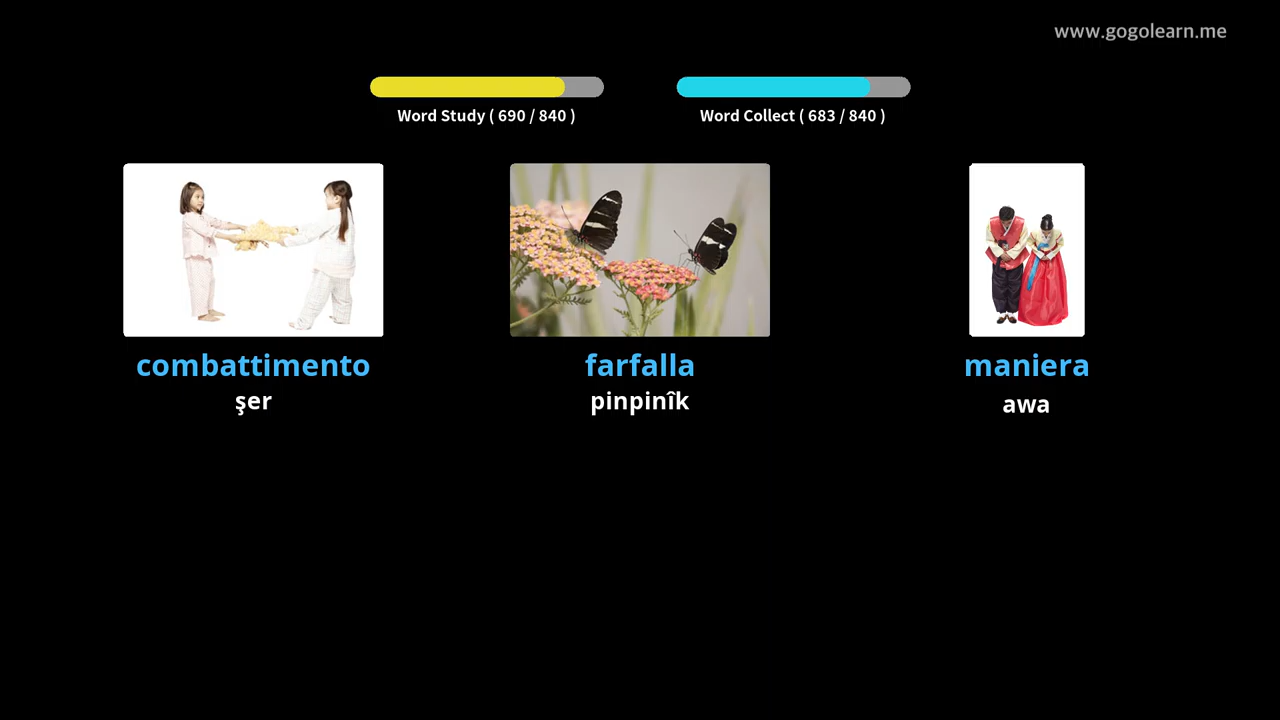 www.gogolearn.me
Word Study ( 690 / 840 )
Word Collect ( 683 / 840 )
combattimento
farfalla
maniera
şer
pinpinîk
awa